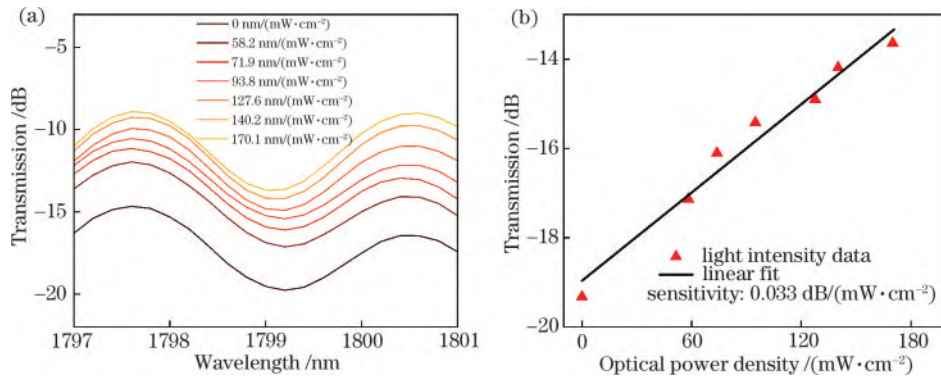 (a)
−5
−10
−15
−20
Transmission /dB
0 nm/(mW·cm⁻²)
58.2 nm/(mW·cm⁻²)
71.9 nm/(mW·cm⁻²)
93.8 nm/(mW·cm⁻²)
127.6 nm/(mW·cm⁻²)
140.2 nm/(mW·cm⁻²)
170.1 nm/(mW·cm⁻²)
1797 1798 1799 1800 1801
Wavelength /nm
(b)
−14
−16
−18
−20
Transmission /dB
light intensity data
linear fit
sensitivity: 0.033 dB/(mW·cm⁻²)
0 60 120 180
Optical power density /(mW·cm⁻²)